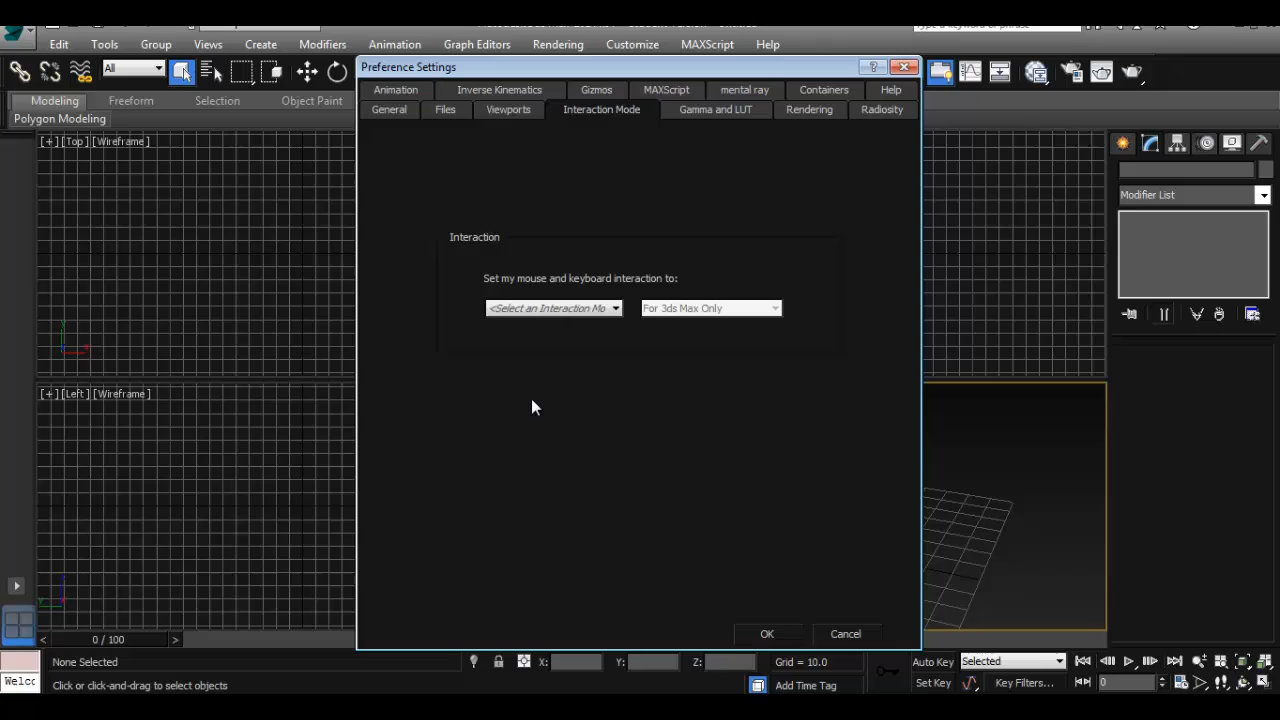 Edit Tools Group Views Create Modifiers Animation Graph Editors Rendering Customize MAXScript Help
All
Modeling Freeform Selection Object Paint
Polygon Modeling
[+][Top][Wireframe]
[+][Left][Wireframe]
Preference Settings
Animation Inverse Kinematics Gizmos MAXScript mental ray Containers Help
General Files Viewports Interaction Mode Gamma and LUT Rendering Radiosity
Interaction
Set my mouse and keyboard interaction to:
<Select an Interaction Mo For 3ds Max Only
OK Cancel
Modifier List
< 0 / 100 >
None Selected X: Y: Z: Grid = 10.0 Auto Key Selected
Welcc Click or click-and-drag to select objects Add Time Tag Set Key Key Filters... 0